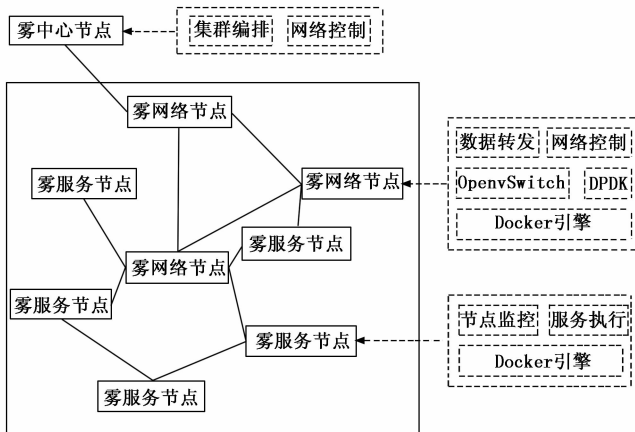 雾中心节点
集群编排 网络控制
雾网络节点
数据转发 网络控制
雾服务节点
雾网络节点
OpenvSwitch DPDK
Docker引擎
雾服务节点
雾网络节点
雾服务节点
节点监控 服务执行
雾服务节点
Docker引擎
雾服务节点